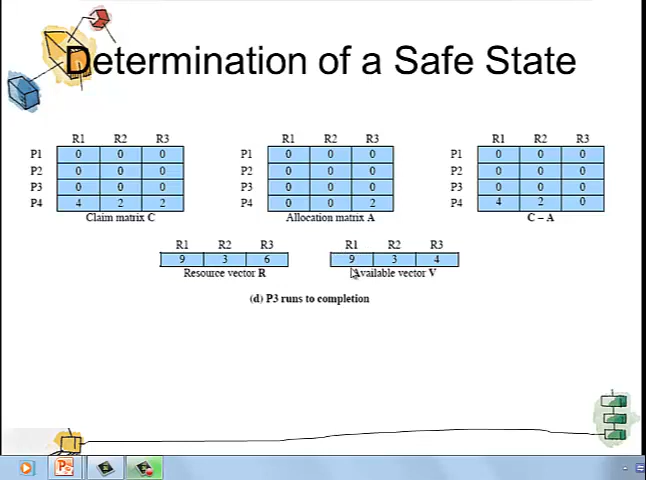 Determination of a Safe State
R1 R2 R3 R1 R2 R3 R1 R2 R3
P1 0 0 0 P1 0 0 0 P1 0 0 0
P2 0 0 0 P2 0 0 0 P2 0 0 0
P3 0 0 0 P3 0 0 0 P3 0 0 0
P4 4 2 2 P4 0 0 2 P4 4 2 0
Claim matrix C Allocation matrix A C – A
R1 R2 R3 R1 R2 R3
9 3 6 9 3 4
Resource vector R Available vector V
(d) P3 runs to completion